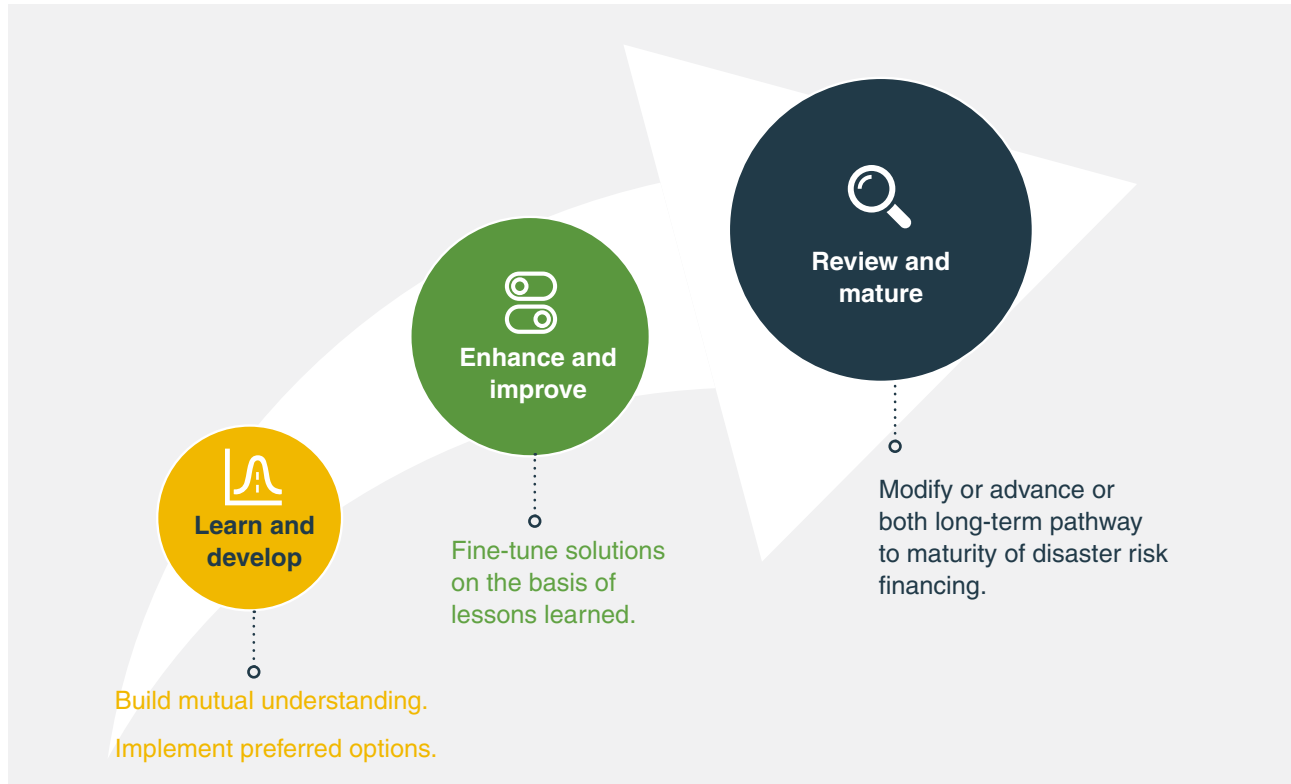 Learn and
develop
Build mutual understanding.
Implement preferred options.
Enhance and
improve
Fine-tune solutions
on the basis of
lessons learned.
Review and
mature
Modify or advance or
both long-term pathway
to maturity of disaster risk
financing.